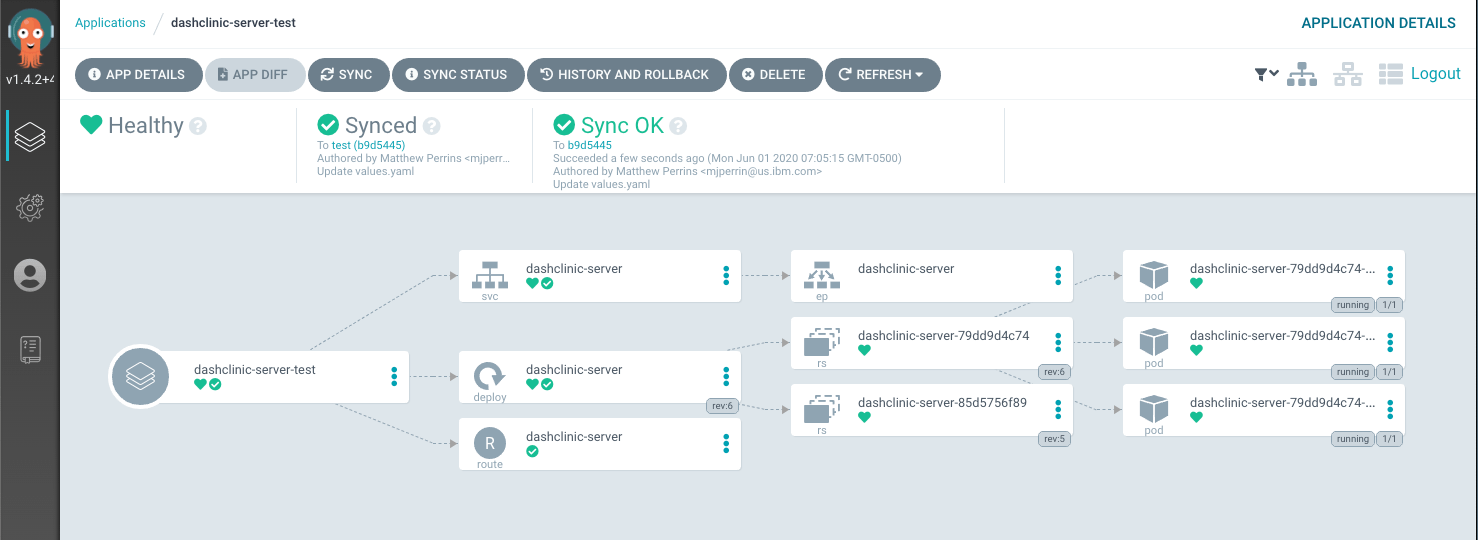 Applications / dashclinic-server-test
APPLICATION DETAILS
v1.4.2+4
APP DETAILS
APP DIFF
SYNC
SYNC STATUS
HISTORY AND ROLLBACK
DELETE
REFRESH
Logout
Healthy ?
Synced ?
To test (b9d5445)
Authored by Matthew Perrins <mjperr...
Update values.yaml
Sync OK ?
To b9d5445
Succeeded a few seconds ago (Mon Jun 01 2020 07:05:15 GMT-0500)
Authored by Matthew Perrins <mjperrin@us.ibm.com>
Update values.yaml
dashclinic-server-test
dashclinic-server
svc
dashclinic-server
deploy
rev:6
dashclinic-server
R
route
dashclinic-server
ep
dashclinic-server-79dd9d4c74
rs
rev:6
dashclinic-server-85d5756f89
rs
rev:5
dashclinic-server-79dd9d4c74-...
pod
running 1/1
dashclinic-server-79dd9d4c74-...
pod
running 1/1
dashclinic-server-79dd9d4c74-...
pod
running 1/1